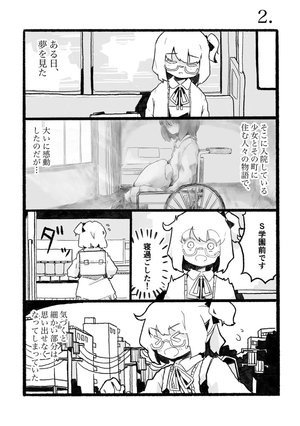 2.
ある日、
夢を見た
そこに入院している
少女とその町に
住む人々の物語で、
大いに感動
したのだが…
S学園前です
寝過ごした！
ダッ
気づくと
細かい部分は
思い出せなく
なってしまっていた